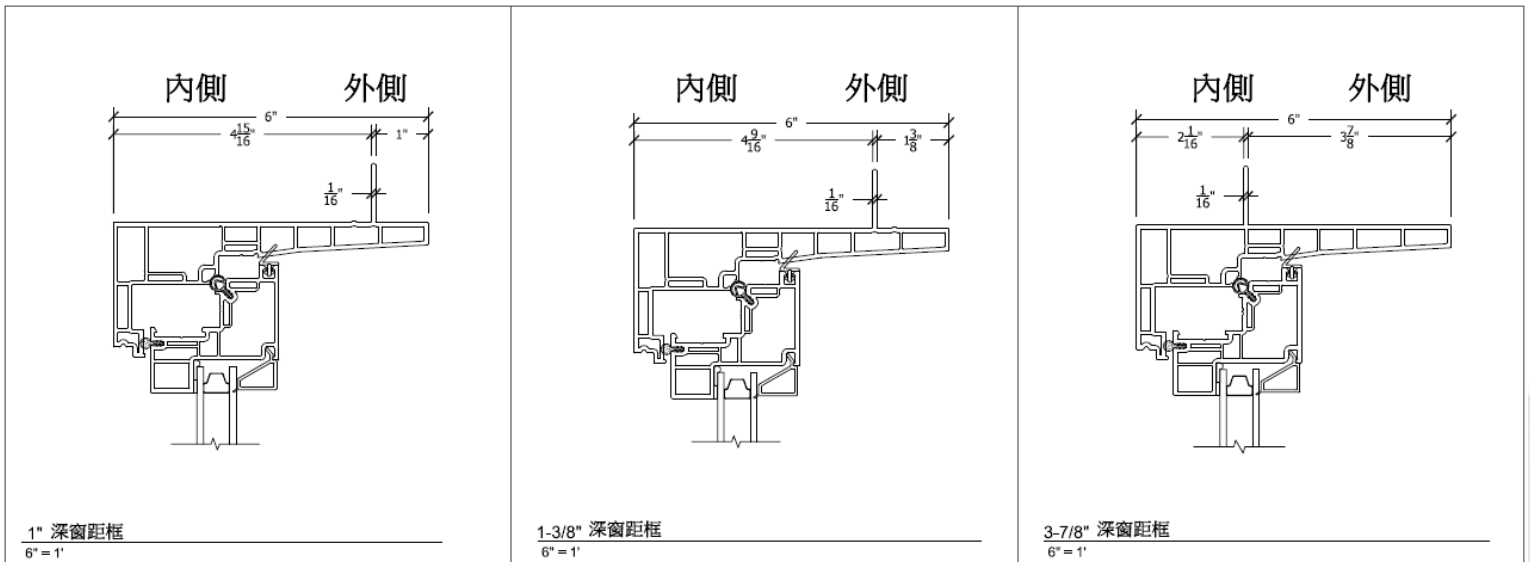 內側 外側
6"
4 15/16" 1"
1/16"
1" 深窗距框
6" = 1'
內側 外側
6"
4 9/16" 1 3/8"
1/16"
1-3/8" 深窗距框
6" = 1'
內側 外側
6"
2 1/16" 3 7/8"
1/16"
3-7/8" 深窗距框
6" = 1'